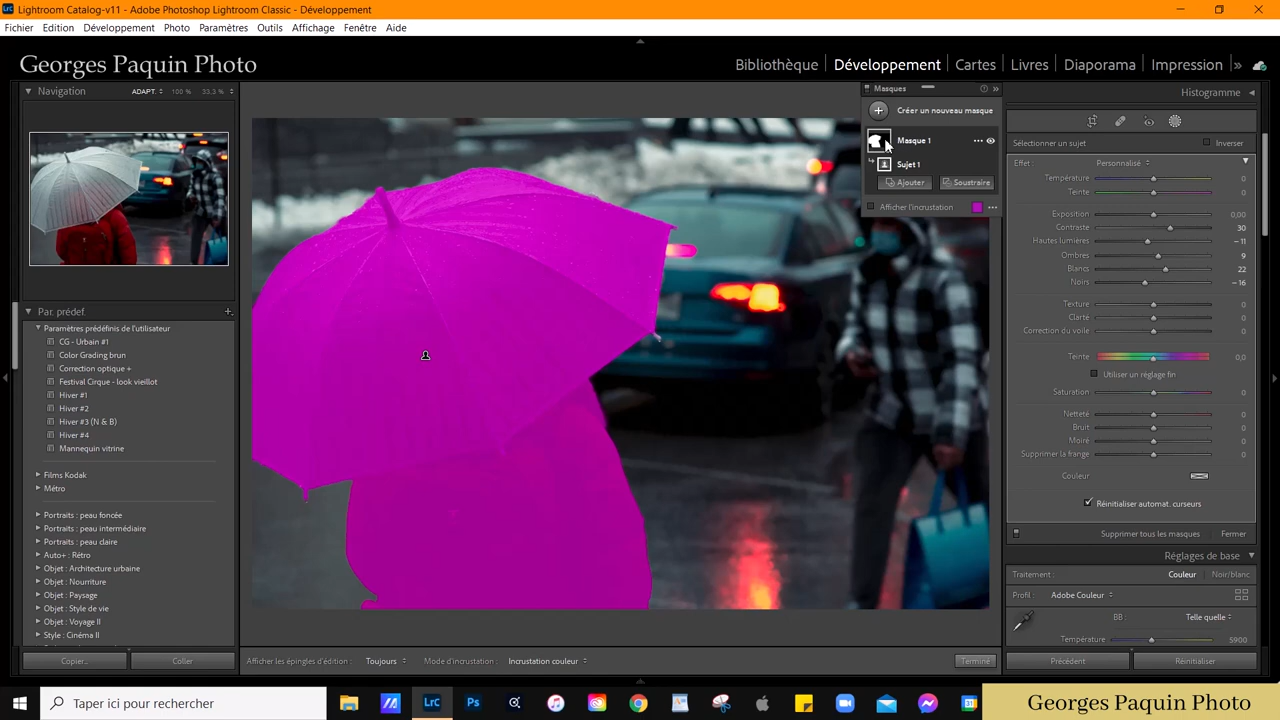 Lightroom Catalog-v11 - Adobe Photoshop Lightroom Classic - Développement
Fichier Edition Développement Photo Paramètres Outils Affichage Fenêtre Aide
Georges Paquin Photo
Bibliothèque Développement Cartes Livres Diaporama Impression »
Navigation ADAPT. 100 % 33,3 %
Par. prédef.
Paramètres prédéfinis de l'utilisateur
CG - Urbain #1
Color Grading brun
Correction optique +
Festival Cirque - look vieillot
Hiver #1
Hiver #2
Hiver #3 (N & B)
Hiver #4
Mannequin vitrine
Films Kodak
Métro
Portraits : peau foncée
Portraits : peau intermédiaire
Portraits : peau claire
Auto+ : Rétro
Objet : Architecture urbaine
Objet : Nourriture
Objet : Paysage
Objet : Style de vie
Objet : Voyage II
Style : Cinéma II
Copier... Coller
Masques
Créer un nouveau masque
Masque 1
Sujet 1
Ajouter Soustraire
Afficher l'incrustation
Afficher les épingles d'édition : Toujours Mode d'incrustation : Incrustation couleur Terminé
Histogramme
Sélectionner un sujet Inverser
Effet : Personnalisé
Température 0
Teinte 0
Exposition 0,00
Contraste 30
Hautes lumières – 11
Ombres 9
Blancs 22
Noirs – 16
Texture 0
Clarté 0
Correction du voile 0
Teinte 0,0
Utiliser un réglage fin
Saturation 0
Netteté 0
Bruit 0
Moiré 0
Supprimer la frange 0
Couleur
Réinitialiser automat. curseurs
Supprimer tous les masques Fermer
Réglages de base
Traitement : Couleur Noir/blanc
Profil : Adobe Couleur
BB : Telle quelle
Température 5900
Précédent Réinitialiser
Taper ici pour rechercher
LrC Ps 31
Georges Paquin Photo